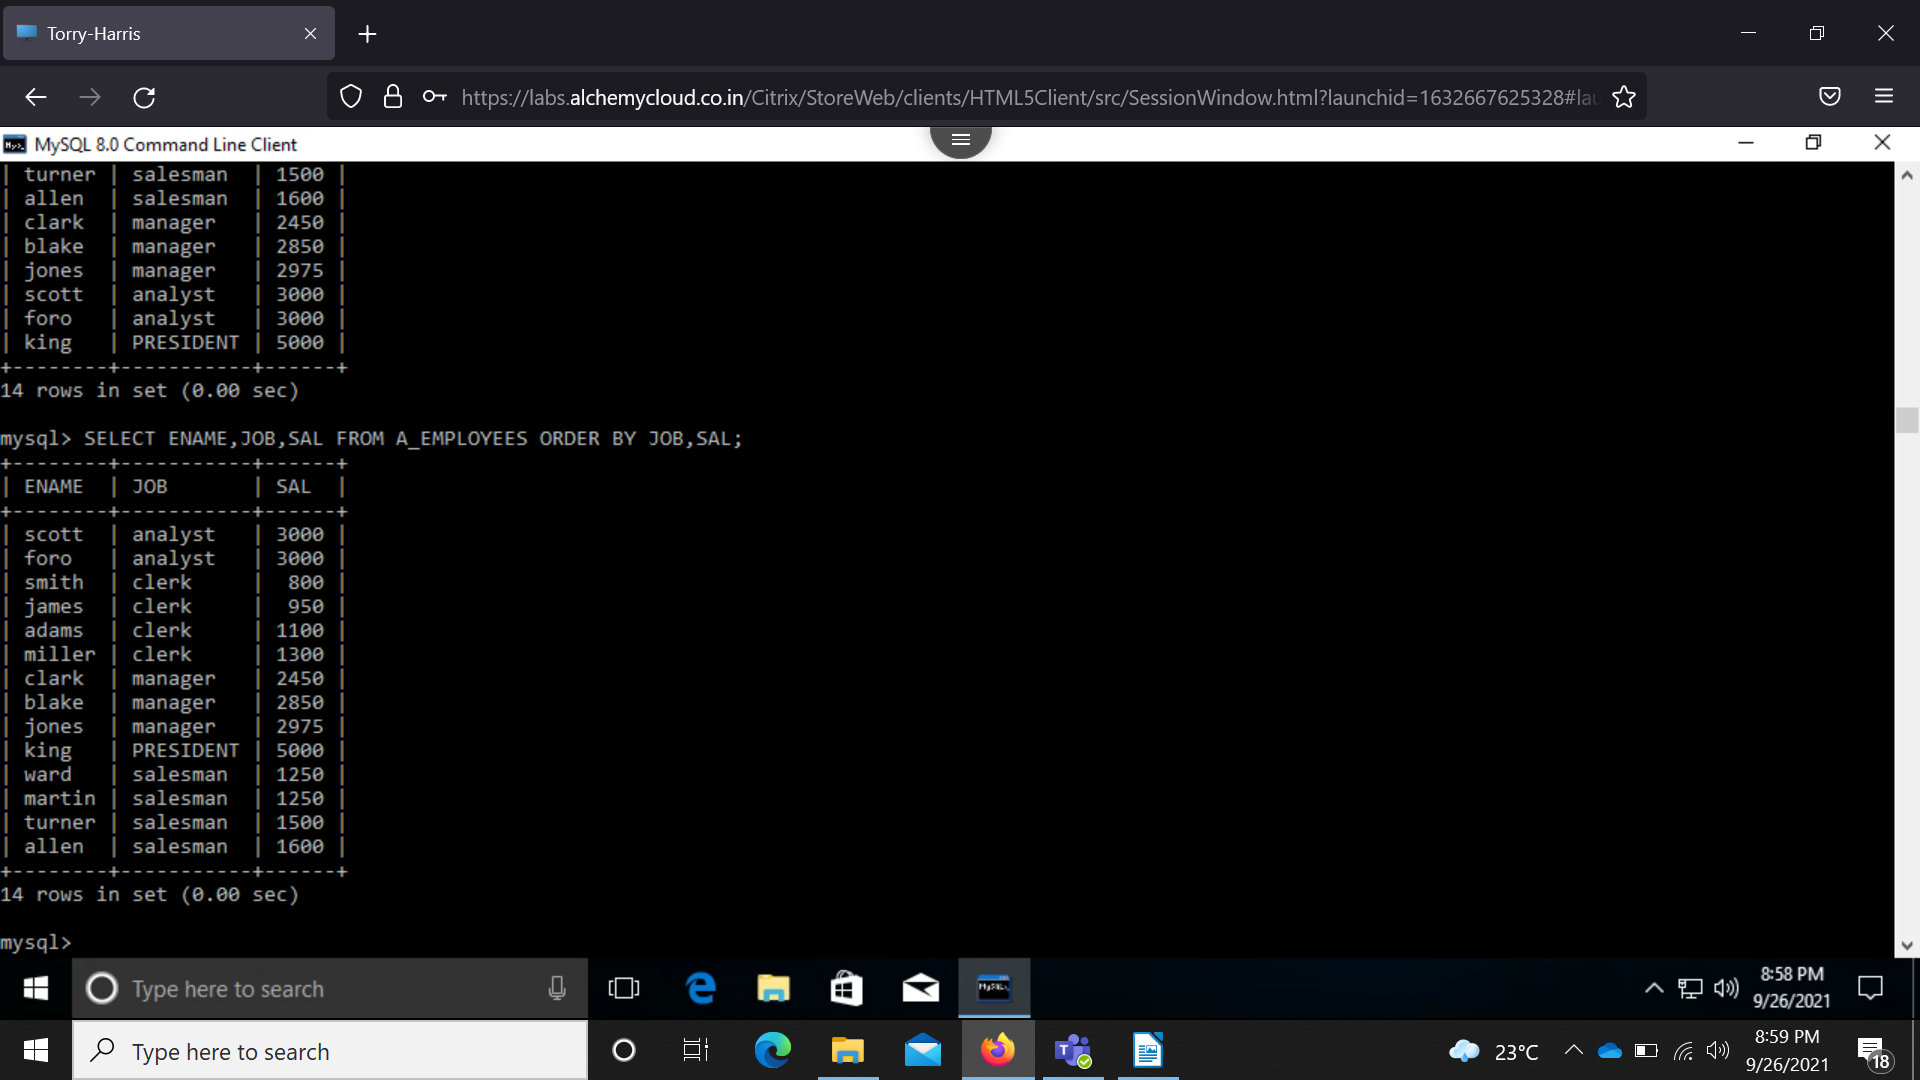 Torry-Harris
https://labs.alchemycloud.co.in/Citrix/StoreWeb/clients/HTML5Client/src/SessionWindow.html?launchid=1632667625328#lau
MySQL 8.0 Command Line Client
| turner | salesman | 1500 |
| allen | salesman | 1600 |
| clark | manager | 2450 |
| blake | manager | 2850 |
| jones | manager | 2975 |
| scott | analyst | 3000 |
| foro | analyst | 3000 |
| king | PRESIDENT | 5000 |
+--------+-----------+------+
14 rows in set (0.00 sec)
mysql> SELECT ENAME,JOB,SAL FROM A_EMPLOYEES ORDER BY JOB,SAL;
+--------+-----------+------+
| ENAME | JOB | SAL |
+--------+-----------+------+
| scott | analyst | 3000 |
| foro | analyst | 3000 |
| smith | clerk | 800 |
| james | clerk | 950 |
| adams | clerk | 1100 |
| miller | clerk | 1300 |
| clark | manager | 2450 |
| blake | manager | 2850 |
| jones | manager | 2975 |
| king | PRESIDENT | 5000 |
| ward | salesman | 1250 |
| martin | salesman | 1250 |
| turner | salesman | 1500 |
| allen | salesman | 1600 |
+--------+-----------+------+
14 rows in set (0.00 sec)
mysql>
Type here to search
8:58 PM
9/26/2021
Type here to search
23°C
8:59 PM
9/26/2021
18